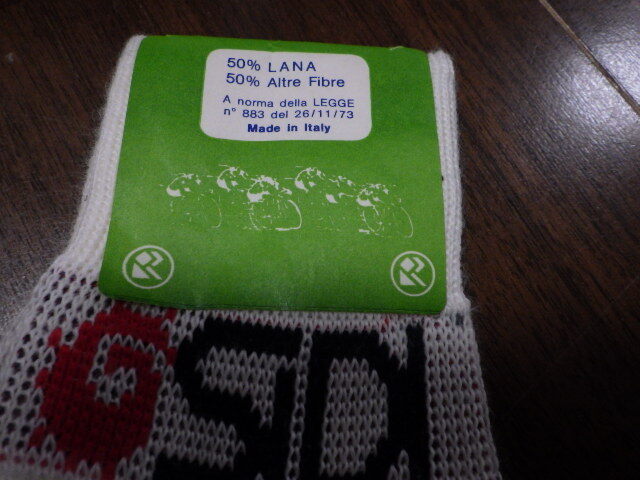 50% LANA
50% Altre Fibre
A norma della LEGGE
n° 883 del 26/11/73
Made in Italy